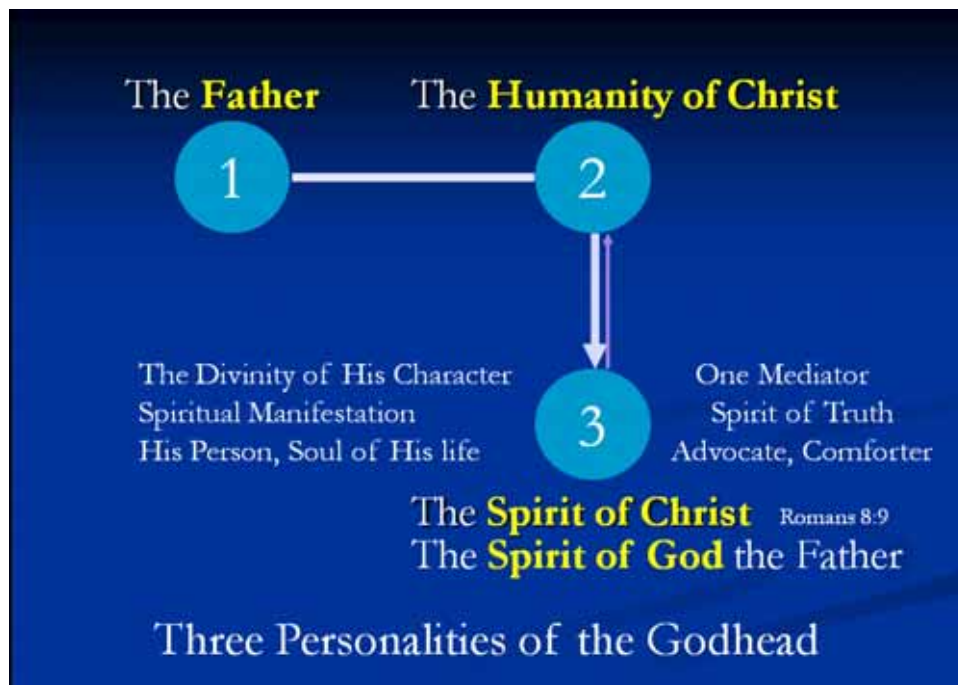 The Father
The Humanity of Christ
1
2
The Divinity of His Character
Spiritual Manifestation
His Person, Soul of His life
3
One Mediator
Spirit of Truth
Advocate, Comforter
The Spirit of Christ Romans 8:9
The Spirit of God the Father
Three Personalities of the Godhead